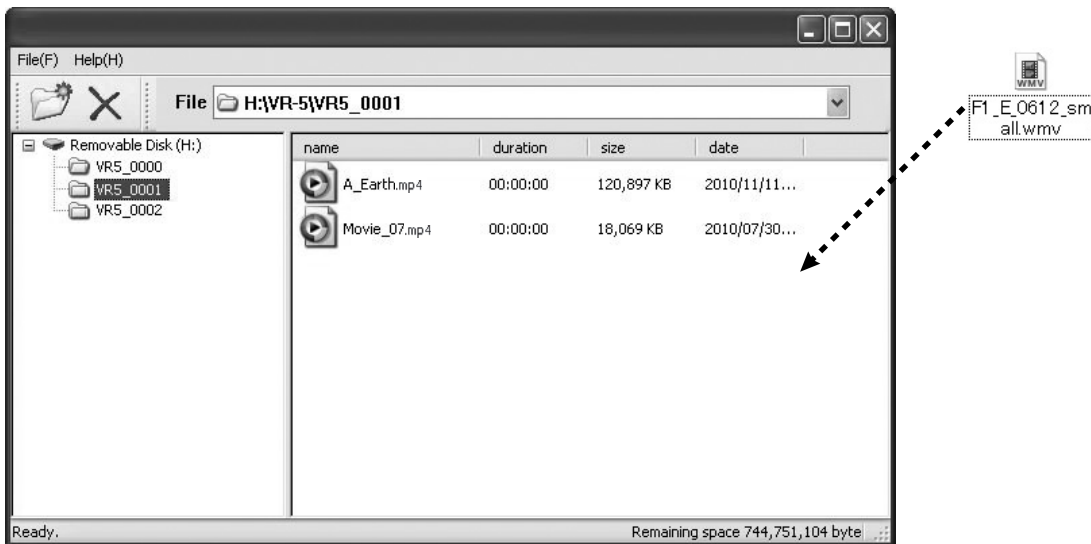 File(F) Help(H)
File H:\VR-5\VR5_0001
Removable Disk (H:)
VR5_0000
VR5_0001
VR5_0002
name duration size date
A_Earth.mp4 00:00:00 120,897 KB 2010/11/11...
Movie_07.mp4 00:00:00 18,069 KB 2010/07/30...
WMV
F1_E_0612_sm
all.wmv
Ready. Remaining space 744,751,104 byte